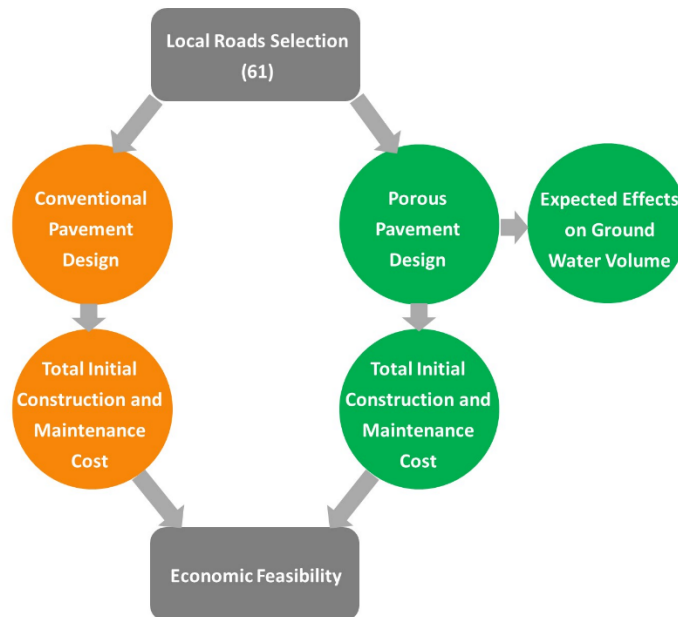 Local Roads Selection
(61)
Conventional
Pavement
Design
Porous
Pavement
Design
Expected Effects
on Ground
Water Volume
Total Initial
Construction and
Maintenance
Cost
Total Initial
Construction and
Maintenance
Cost
Economic Feasibility